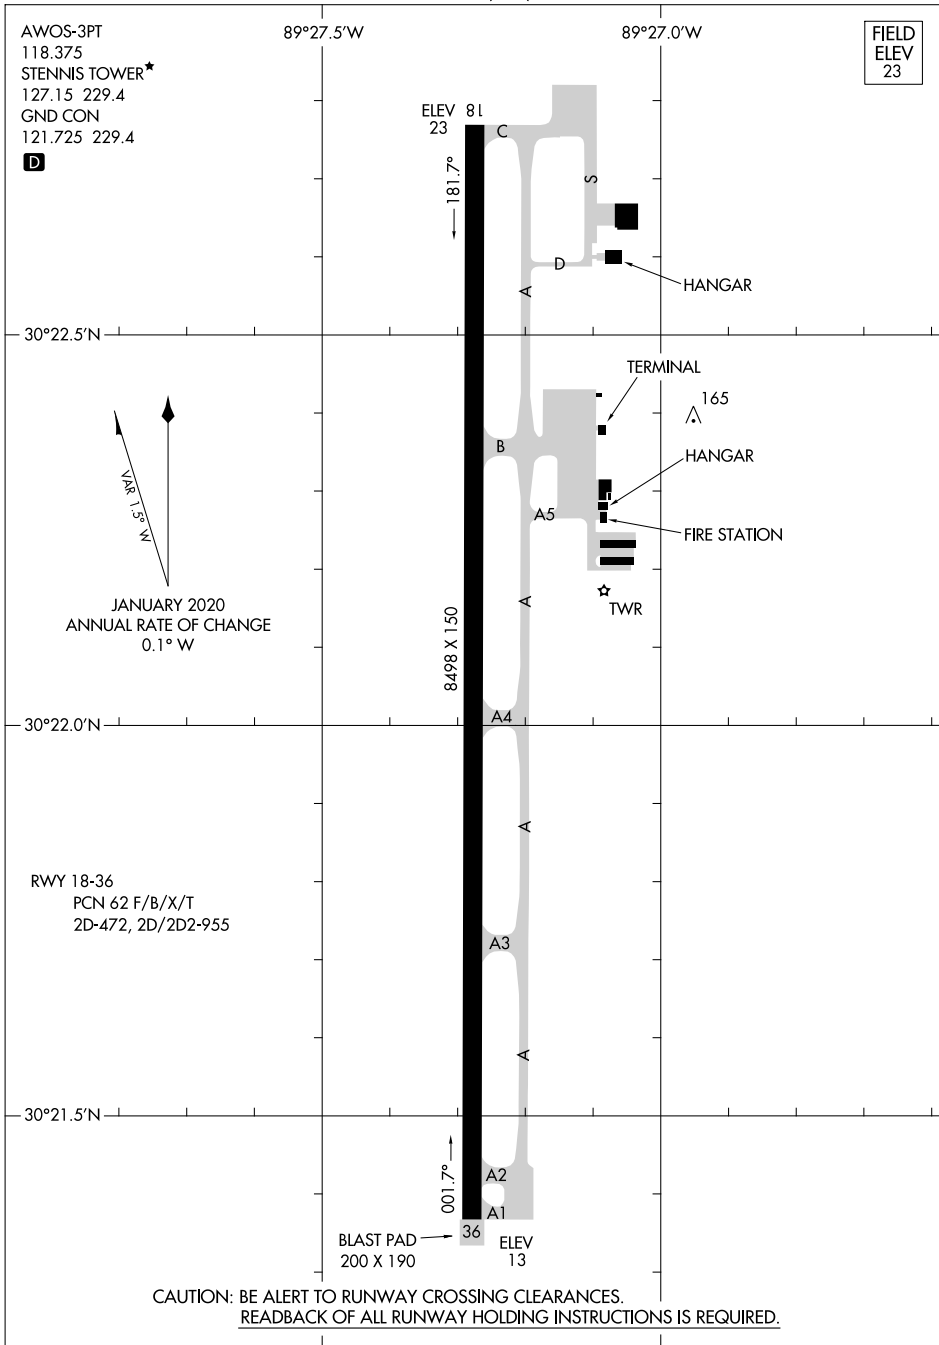 AWOS-3PT
118.375
STENNIS TOWER★
127.15 229.4
GND CON
121.725 229.4
D
89°27.5'W
89°27.0'W
FIELD
ELEV
23
ELEV
23
18
C
181.7°
S
D
HANGAR
A
30°22.5'N
TERMINAL
165
B
HANGAR
A5
FIRE STATION
VAR 1.5° W
TWR
A
JANUARY 2020
ANNUAL RATE OF CHANGE
0.1° W
8498 X 150
A4
30°22.0'N
A
RWY 18-36
PCN 62 F/B/X/T
2D-472, 2D/2D2-955
A3
A
30°21.5'N
001.7°
A2
A1
36
BLAST PAD
200 X 190
ELEV
13
CAUTION: BE ALERT TO RUNWAY CROSSING CLEARANCES.
READBACK OF ALL RUNWAY HOLDING INSTRUCTIONS IS REQUIRED.